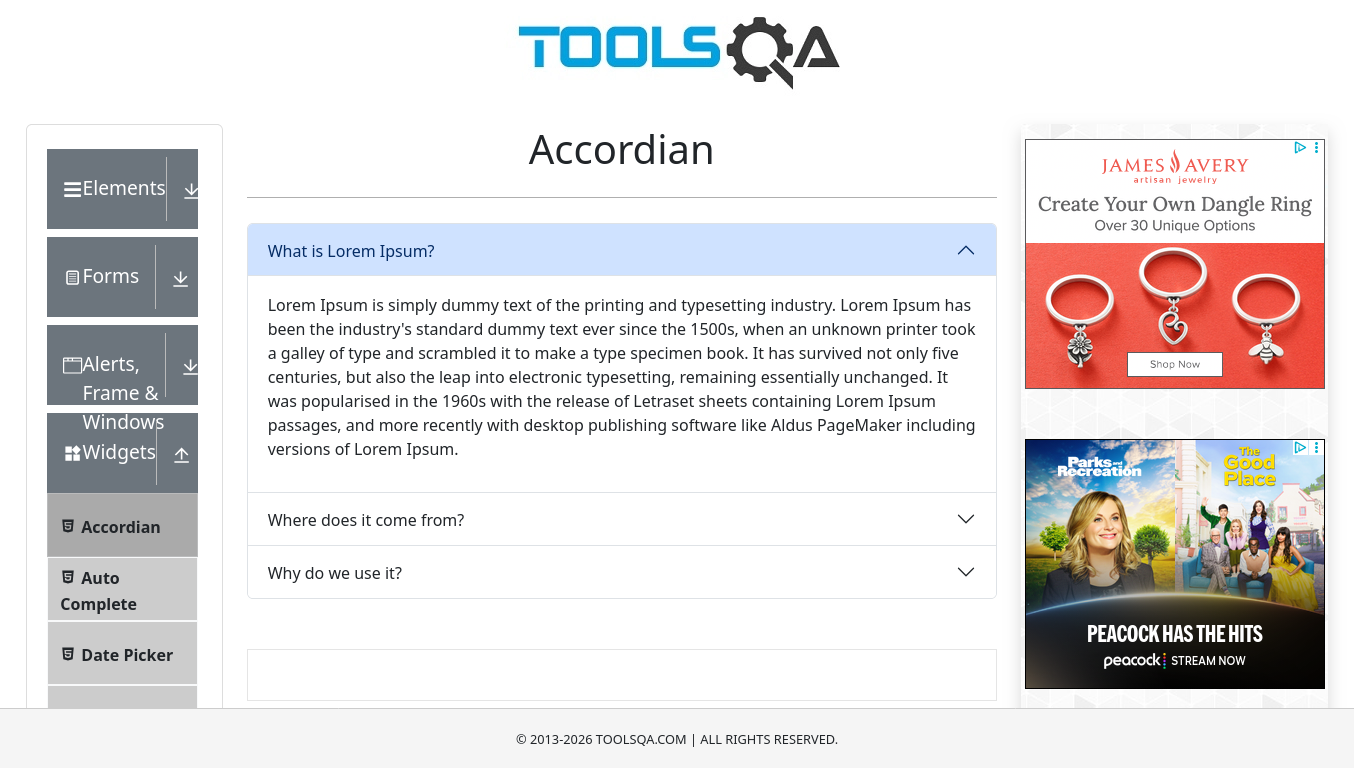 TOOLSQA
Elements
Forms
Alerts,
Frame &
Windows
Widgets
Accordian
Auto
Complete
Date Picker
Accordian
What is Lorem Ipsum?
Lorem Ipsum is simply dummy text of the printing and typesetting industry. Lorem Ipsum has
been the industry's standard dummy text ever since the 1500s, when an unknown printer took
a galley of type and scrambled it to make a type specimen book. It has survived not only five
centuries, but also the leap into electronic typesetting, remaining essentially unchanged. It
was popularised in the 1960s with the release of Letraset sheets containing Lorem Ipsum
passages, and more recently with desktop publishing software like Aldus PageMaker including
versions of Lorem Ipsum.
Where does it come from?
Why do we use it?
JAMES AVERY
artisan jewelry
Create Your Own Dangle Ring
Over 30 Unique Options
Shop Now
Parks and
Recreation
The
Good
Place
PEACOCK HAS THE HITS
peacock STREAM NOW
© 2013-2026 TOOLSQA.COM | ALL RIGHTS RESERVED.